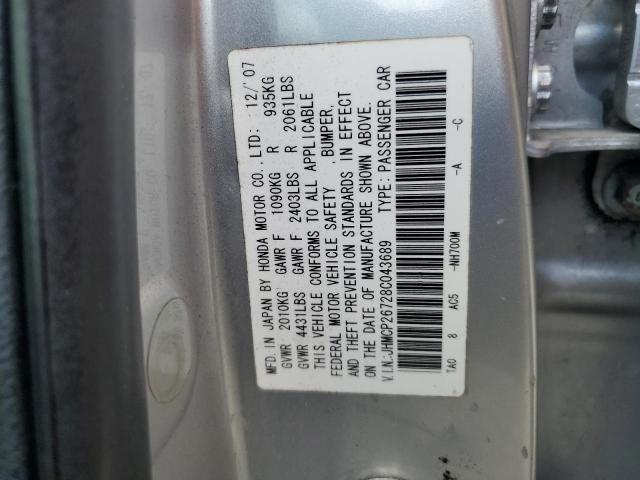 MFD. IN JAPAN BY HONDA MOTOR CO., LTD: 12/'07
GVWR 2010KG GAWR F 1090KG R 935KG
GVWR 4431LBS GAWR F 2403LBS R 2061LBS
THIS VEHICLE CONFORMS TO ALL APPLICABLE
FEDERAL MOTOR VEHICLE SAFETY , BUMPER,
AND THEFT PREVENTION STANDARDS IN EFFECT
ON THE DATE OF MANUFACTURE SHOWN ABOVE.
V.I.N.:JHMCP26728C043689 TYPE: PASSENGER CAR
TA0 8 AC5 -NH700M -A -C